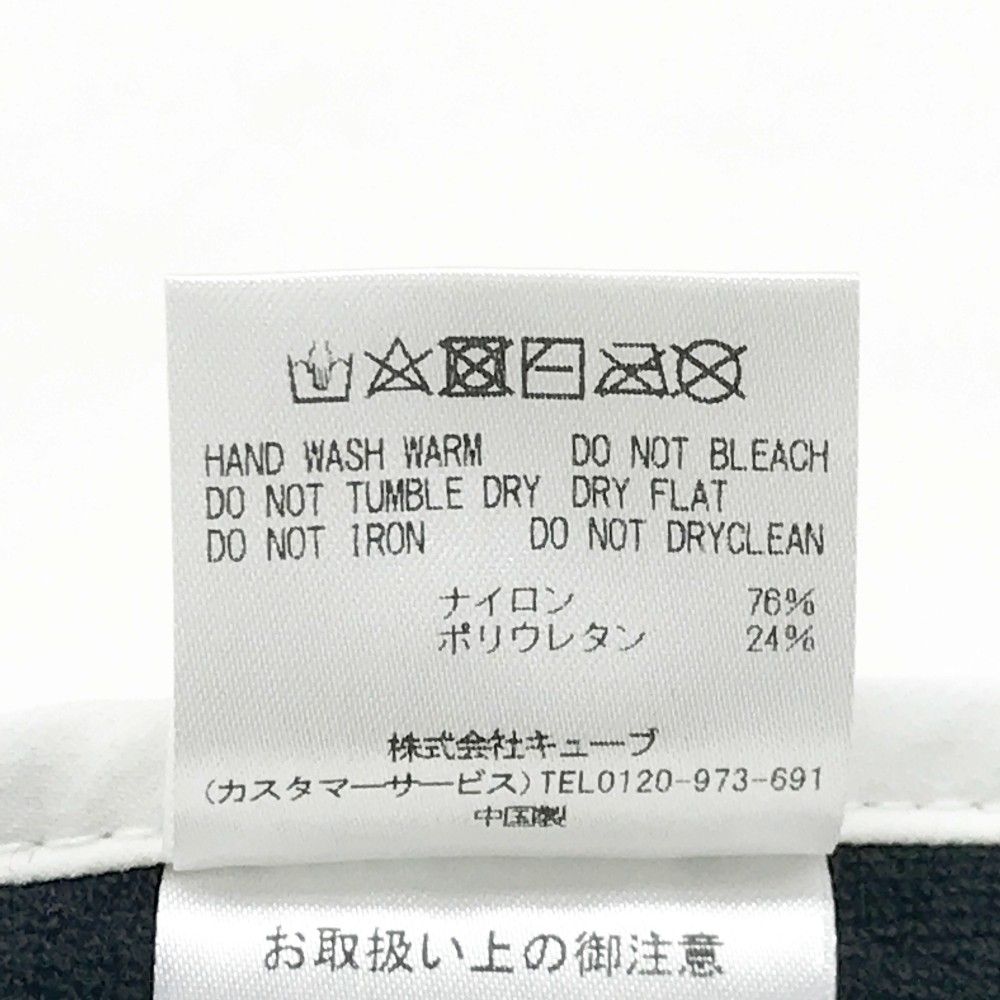 HAND WASH WARM DO NOT BLEACH
DO NOT TUMBLE DRY DRY FLAT
DO NOT IRON DO NOT DRYCLEAN
ナイロン 76%
ポリウレタン 24%
株式会社キューブ
(カスタマーサービス)TEL0120-973-691
中国製
お取扱い上の御注意